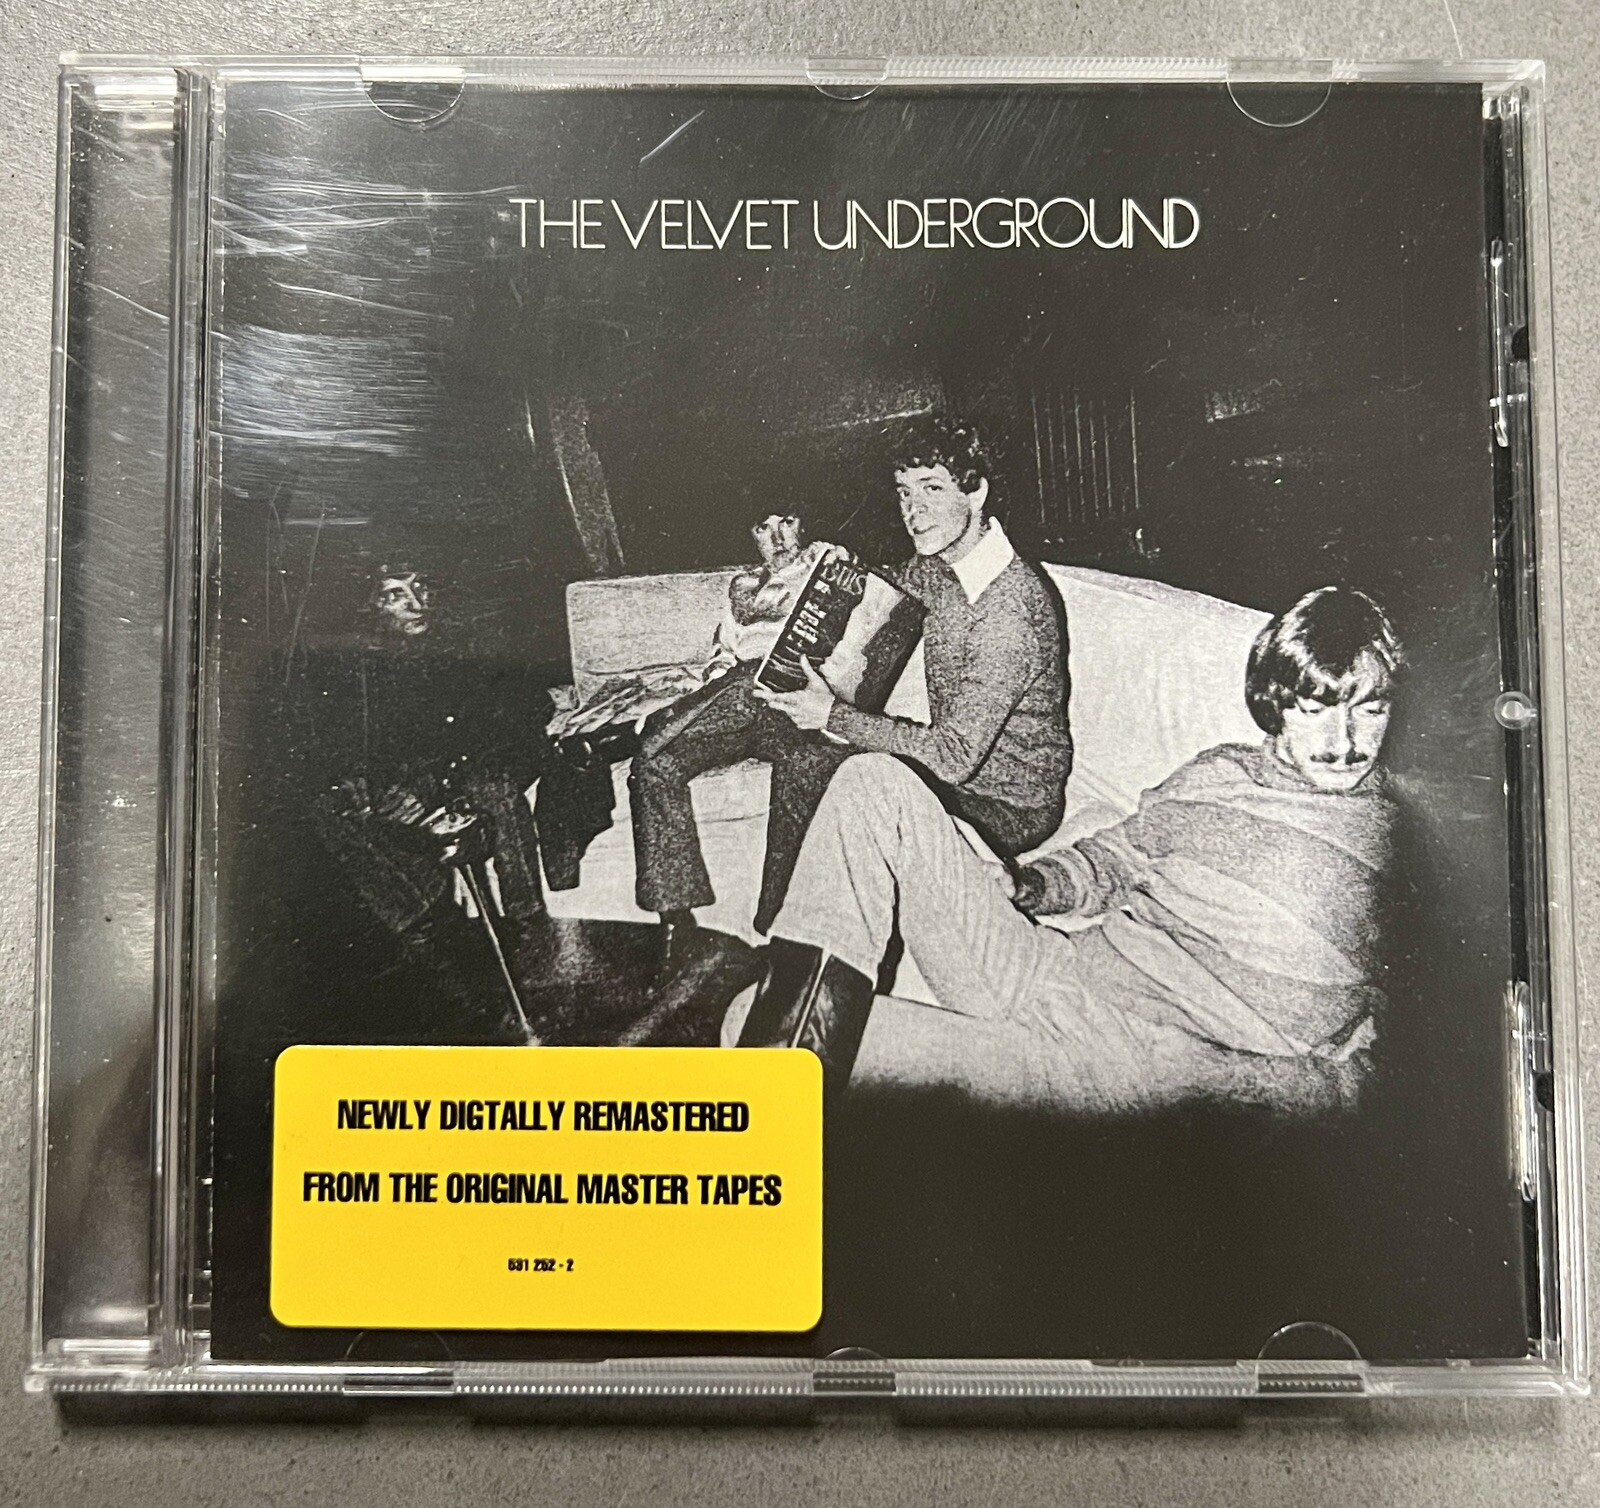 THE VELVET UNDERGROUND
NEWLY DIGTALLY REMASTERED
FROM THE ORIGINAL MASTER TAPES
531 252 - 2